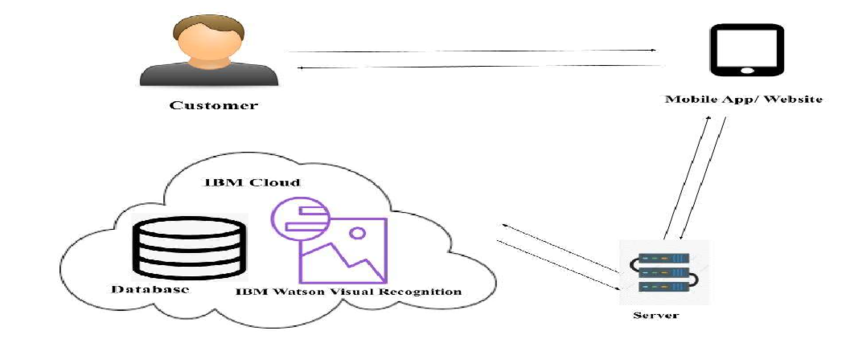 Customer
Mobile App/ Website
IBM Cloud
Database
IBM Watson Visual Recognition
Server